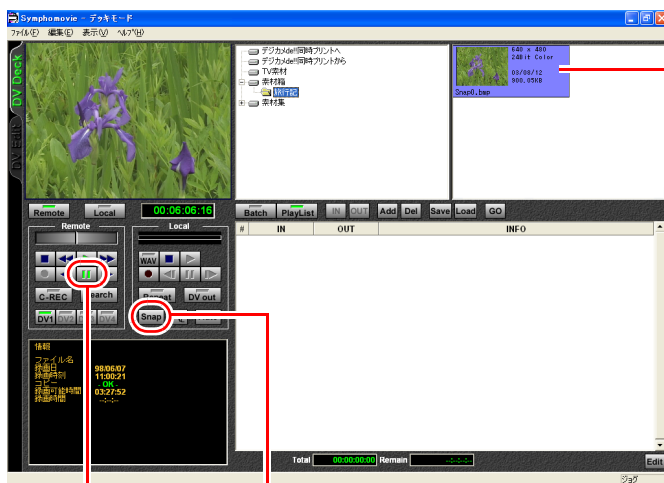 Symphomovie - デッキモード
ファイル(F) 編集(E) 表示(V) ヘルプ(H)
DV Deck
DV Edit
デジカメde!!同時プリントへ
デジカメde!!同時プリントから
TV素材
素材箱
旅行記
素材集
640 x 480
24Bit Color
03/08/12
900.05KB
Snap0.bmp
Remote Local 00:06:06:16
Batch PlayList IN OUT Add Del Save Load GO
Remote Local
# IN OUT INFO
WAV
C-REC Search Repeat DV out
DV1 DV2 DV3 DV4 Snap
情報
ファイル名
録画日 98/06/07
録画時刻 11:00:21
コピー - OK -
録画可能時間 03:27:52
録画時間 --:--:--
Total 00:00:00:00 Remain --:--:--:--
Edit
ジョグ